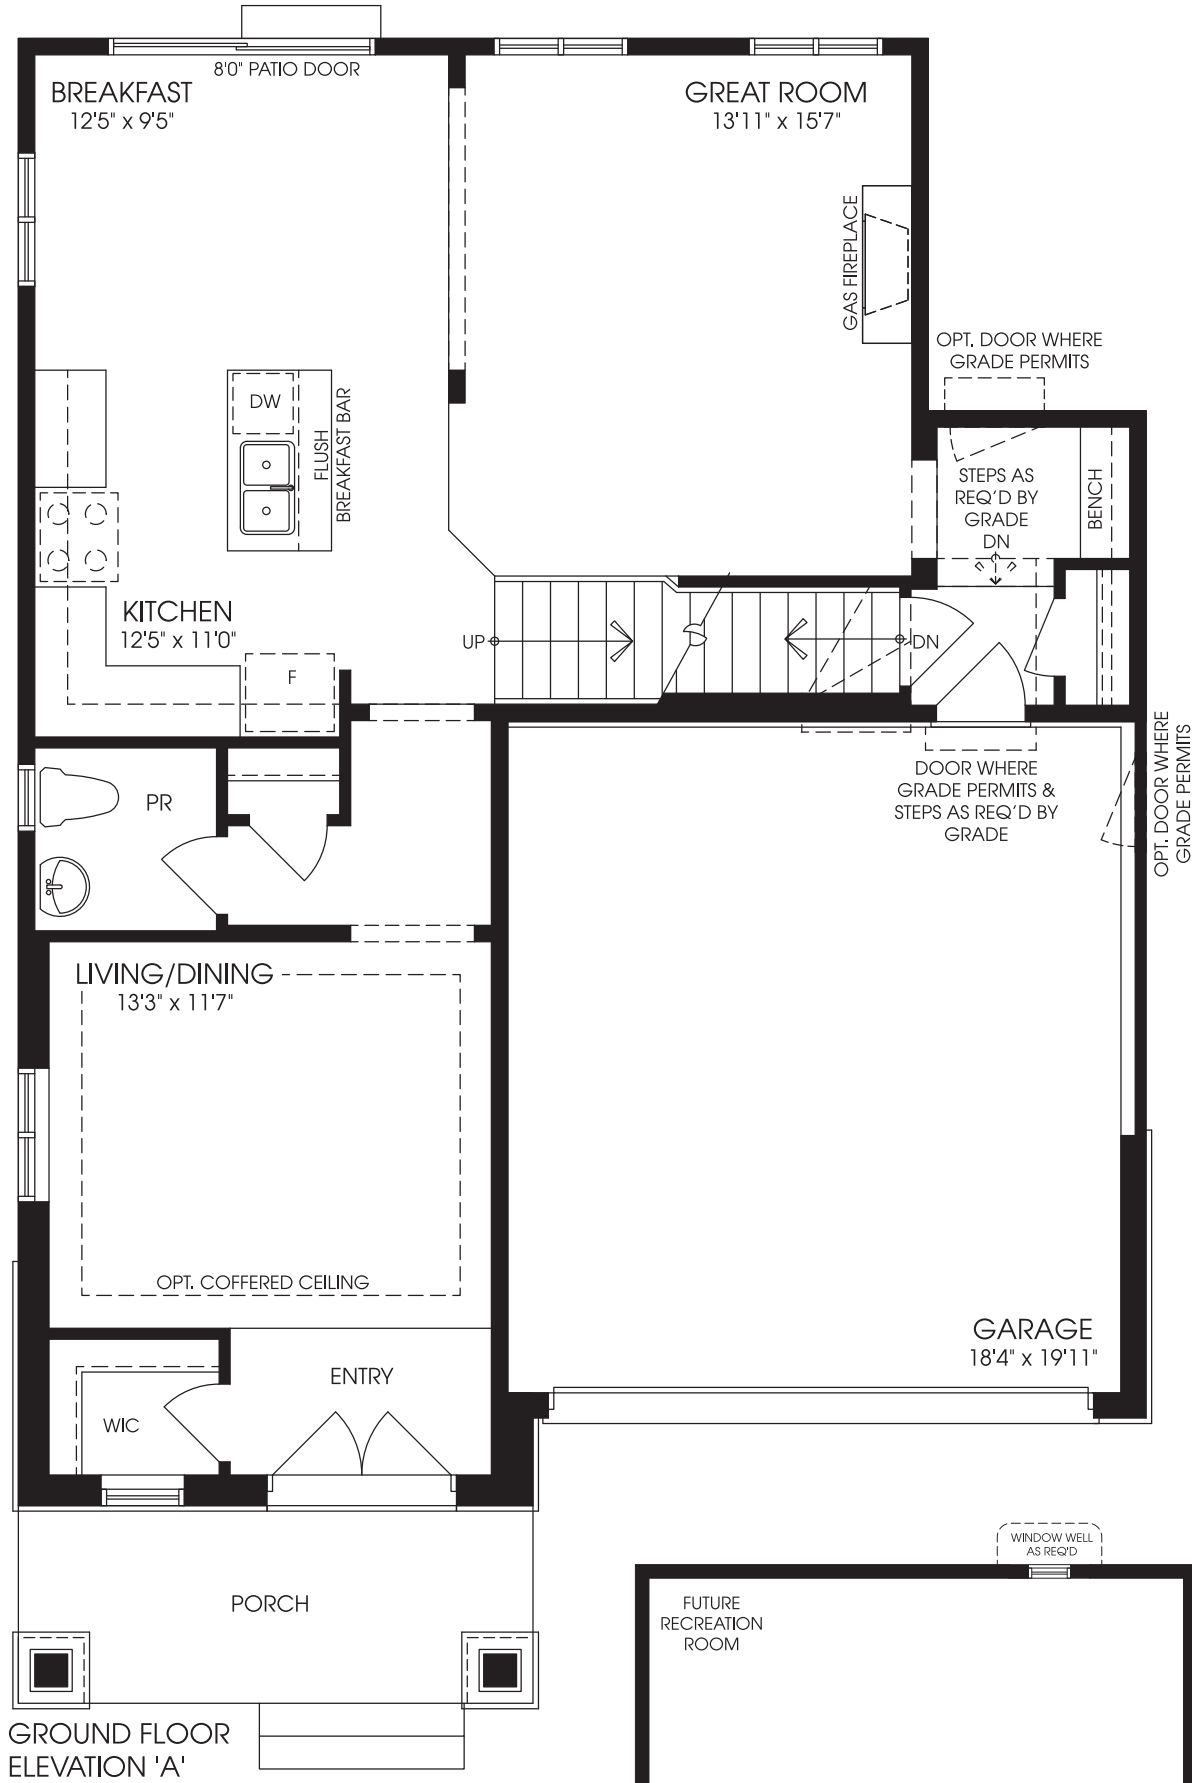 8'0" PATIO DOOR
BREAKFAST
12'5" x 9'5"
GREAT ROOM
13'11" x 15'7"
GAS FIREPLACE
OPT. DOOR WHERE
GRADE PERMITS
DW
FLUSH
BREAKFAST BAR
STEPS AS
REQ'D BY
GRADE
DN
BENCH
KITCHEN
12'5" x 11'0"
UP
DN
F
OPT. DOOR WHERE
GRADE PERMITS
DOOR WHERE
GRADE PERMITS &
STEPS AS REQ'D BY
GRADE
PR
LIVING/DINING
13'3" x 11'7"
OPT. COFFERED CEILING
GARAGE
18'4" x 19'11"
ENTRY
WIC
PORCH
WINDOW WELL
AS REQ'D
FUTURE
RECREATION
ROOM
GROUND FLOOR
ELEVATION 'A'